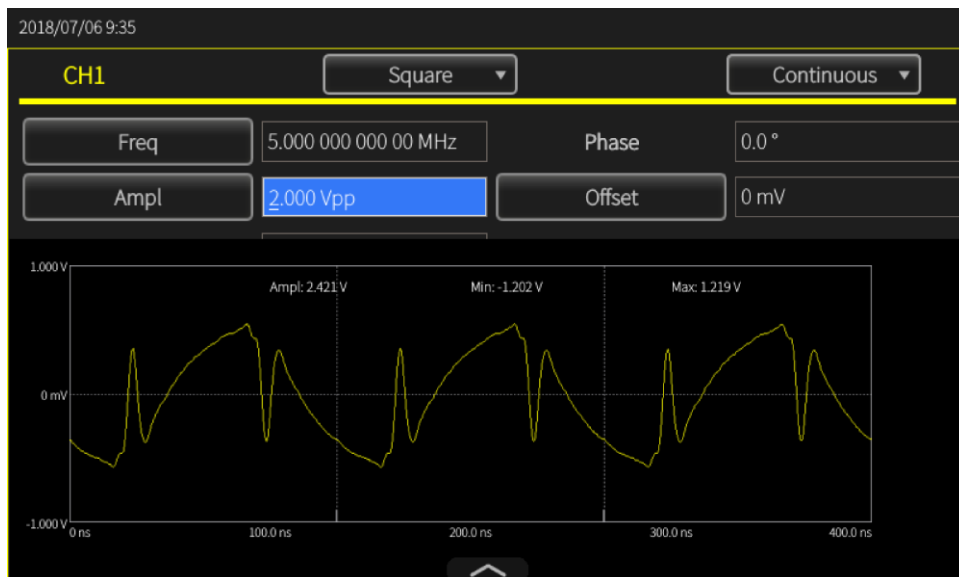 2018/07/06 9:35
CH1 Square Continuous
Freq 5.000 000 000 00 MHz Phase 0.0 °
Ampl 2.000 Vpp Offset 0 mV
1.000 V
Ampl: 2.421 V Min: -1.202 V Max: 1.219 V
0 mV
-1.000 V
0 ns 100.0 ns 200.0 ns 300.0 ns 400.0 ns